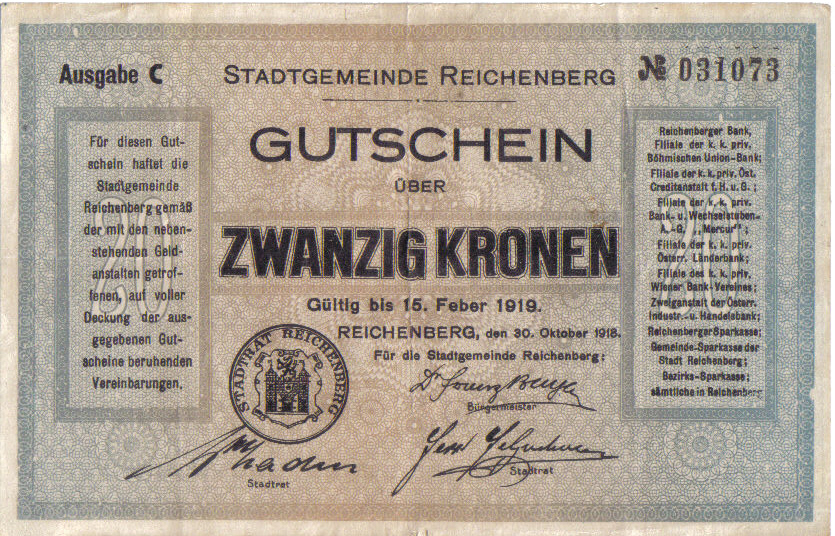 Ausgabe C
STADTGEMEINDE REICHENBERG
№ 031073
GUTSCHEIN
ÜBER
ZWANZIG KRONEN
Gültig bis 15. Feber 1919.
REICHENBERG, den 30. Oktober 1918.
Für die Stadtgemeinde Reichenberg:
Bürgermeister
Stadtrat
Stadtrat
STADTRAT REICHENBERG
Für diesen Gut-
schein haftet die
Stadtgemeinde
Reichenberg gemäß
der mit den neben-
stehenden Geld-
anstalten getrof-
fenen, auf voller
Deckung der aus-
gegebenen Gut-
scheine beruhenden
Vereinbarungen.
20
Reichenberger Bank,
Filiale der k. k. priv.
Böhmischen Union-Bank;
Filiale der k. k. priv. Öst.
Creditanstalt f. H. u. G.;
Filiale der k. k. priv.
Bank- u. Wechselstuben-
A.-G. „Mercur";
Filiale der k. k. priv.
Österr. Länderbank;
Filiale des k. k. priv.
Wiener Bank-Vereines;
Zweiganstalt der Österr.
Industr.- u. Handelsbank;
Reichenberger Sparkasse;
Gemeinde-Sparkasse der
Stadt Reichenberg;
Bezirks-Sparkasse;
sämtliche in Reichenberg